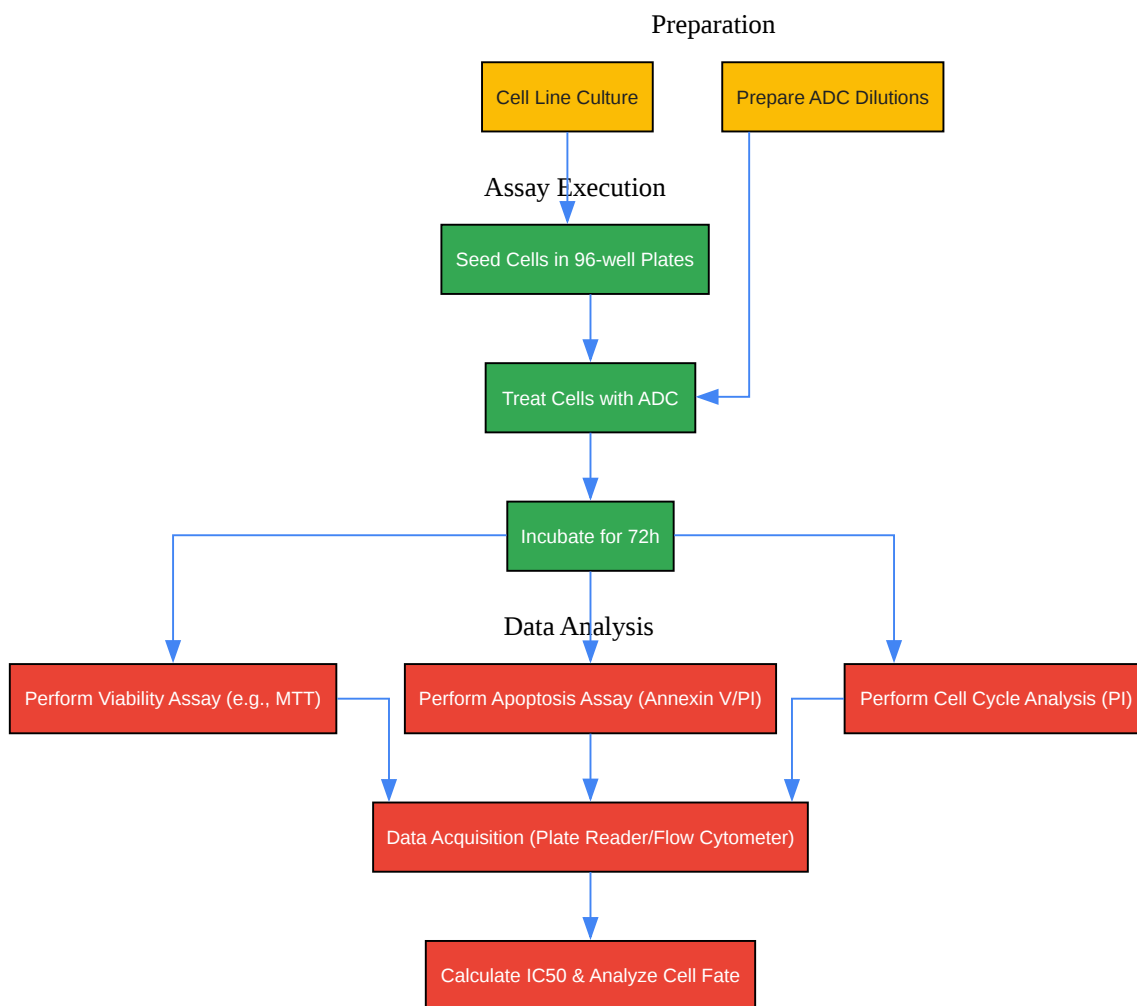 Preparation
Cell Line Culture
Prepare ADC Dilutions
Assay Execution
Seed Cells in 96-well Plates
Treat Cells with ADC
Incubate for 72h
Data Analysis
Perform Viability Assay (e.g., MTT)
Perform Apoptosis Assay (Annexin V/PI)
Perform Cell Cycle Analysis (PI)
Data Acquisition (Plate Reader/Flow Cytometer)
Calculate IC50 & Analyze Cell Fate